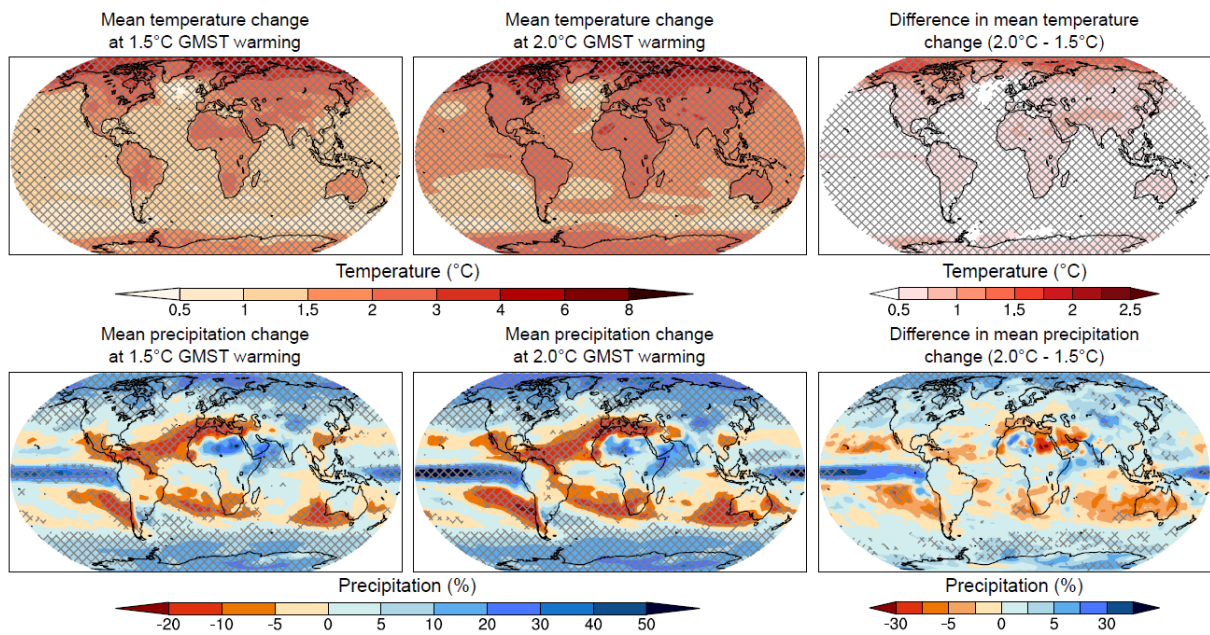 Mean temperature change
at 1.5°C GMST warming
Mean temperature change
at 2.0°C GMST warming
Difference in mean temperature
change (2.0°C - 1.5°C)
Temperature (°C)
0.5 1 1.5 2 3 4 6 8
Temperature (°C)
0.5 1 1.5 2 2.5
Mean precipitation change
at 1.5°C GMST warming
Mean precipitation change
at 2.0°C GMST warming
Difference in mean precipitation
change (2.0°C - 1.5°C)
Precipitation (%)
-20 -10 -5 0 5 10 20 30 40 50
Precipitation (%)
-30 -5 0 5 30